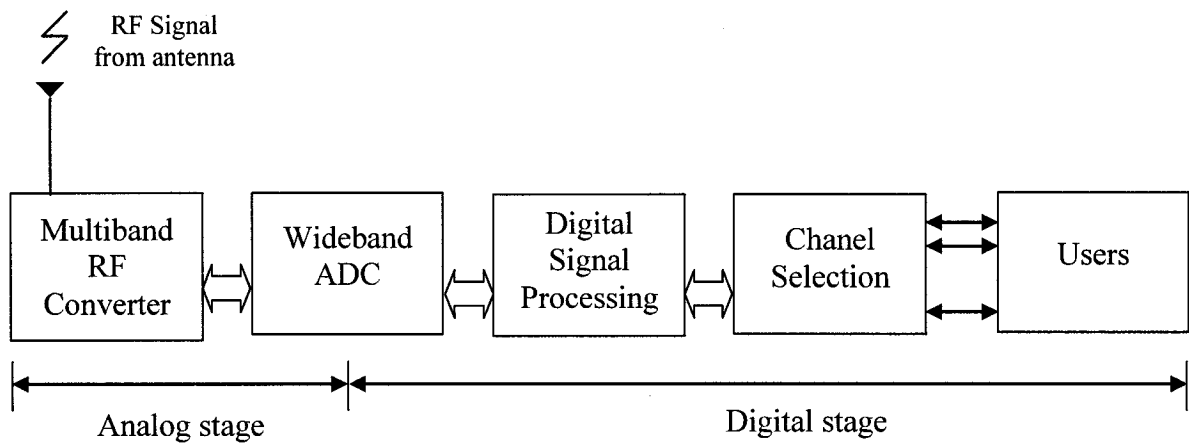 RF Signal
from antenna
Multiband
RF
Converter
Wideband
ADC
Digital
Signal
Processing
Chanel
Selection
Users
Analog stage
Digital stage